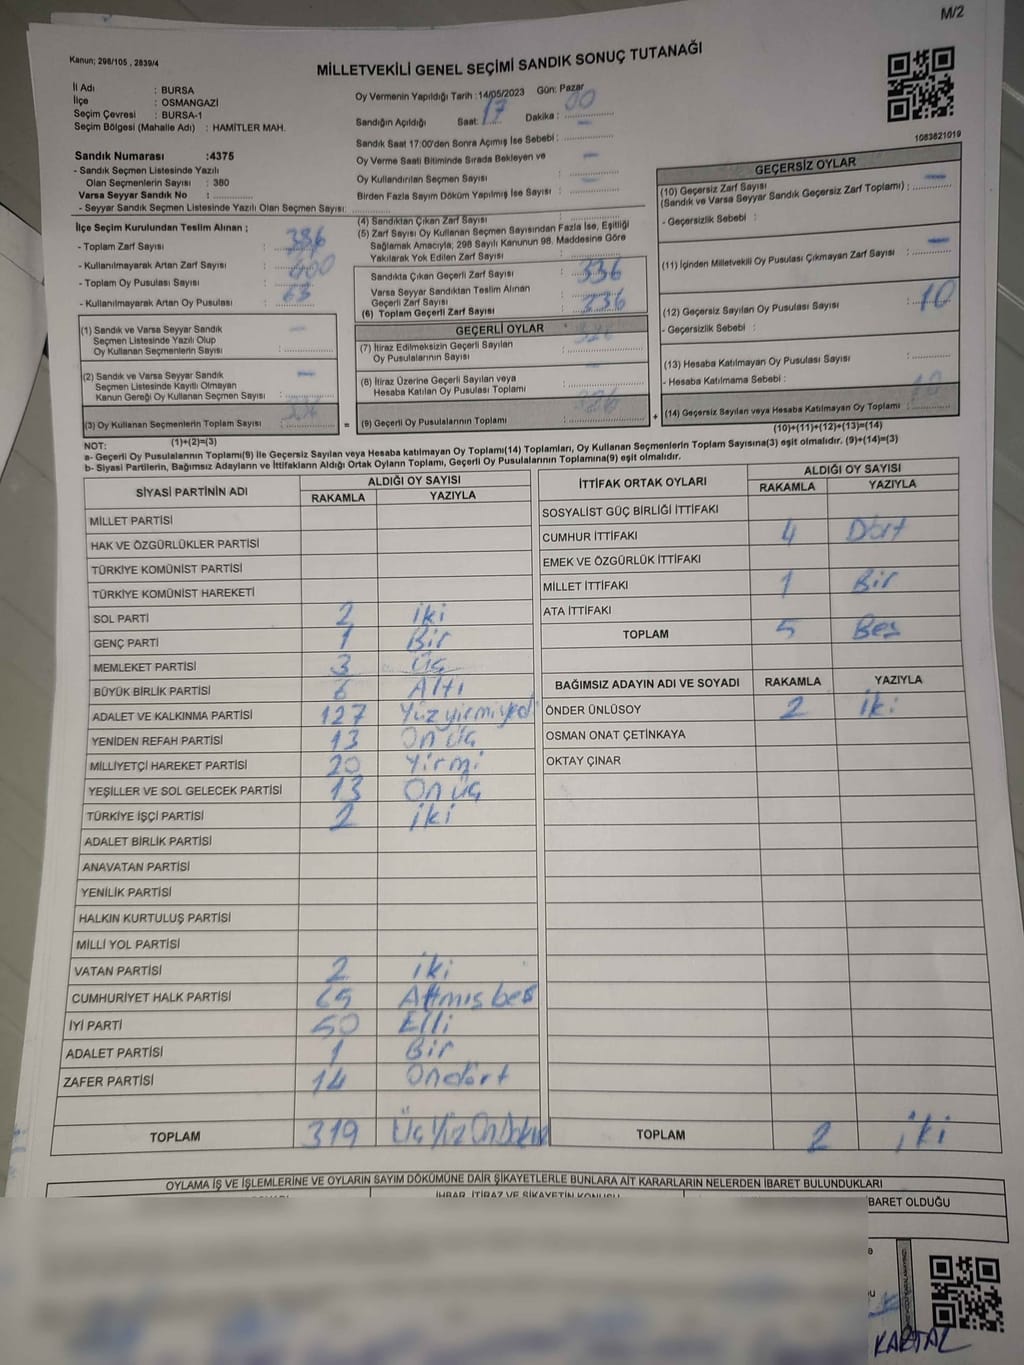 M/2
Kanun; 298/105 , 2839/4
MİLLETVEKİLİ GENEL SEÇİMİ SANDIK SONUÇ TUTANAĞI
İl Adı : BURSA
İlçe : OSMANGAZİ
Seçim Çevresi : BURSA-1
Seçim Bölgesi (Mahalle Adı) : HAMİTLER MAH.
Sandık Numarası :4375
- Sandık Seçmen Listesinde Yazılı
Olan Seçmenlerin Sayısı : 380
Varsa Seyyar Sandık No :
- Seyyar Sandık Seçmen Listesinde Yazılı Olan Seçmen Sayısı:
Oy Vermenin Yapıldığı Tarih :14/05/2023 Gün: Pazar
Sandığın Açıldığı Saat: 17 Dakika : 00
Sandık Saat 17:00'den Sonra Açımış İse Sebebi :
Oy Verme Saati Bitiminde Sırada Bekleyen ve
Oy Kullandırılan Seçmen Sayısı
Birden Fazla Sayım Döküm Yapılmış İse Sayısı :
1083821019
İlçe Seçim Kurulundan Teslim Alınan ;
- Toplam Zarf Sayısı :
- Kullanılmayarak Artan Zarf Sayısı :
- Toplam Oy Pusulası Sayısı : 400
- Kullanılmayarak Artan Oy Pusulası : 63
(4) Sandıktan Çıkan Zarf Sayısı
(5) Zarf Sayısı Oy Kullanan Seçmen Sayısından Fazla İse, Eşitliği
Sağlamak Amacıyla, 298 Sayılı Kanunun 98. Maddesine Göre
Yakılarak Yok Edilen Zarf Sayısı
Sandıkta Çıkan Geçerli Zarf Sayısı : 336
Varsa Seyyar Sandıktan Teslim Alınan
Geçerli Zarf Sayısı
(6) Toplam Geçerli Zarf Sayısı : 236
GEÇERSİZ OYLAR
(10) Geçersiz Zarf Sayısı
(Sandık ve Varsa Seyyar Sandık Geçersiz Zarf Toplamı) :
- Geçersizlik Sebebi :
(11) İçinden Milletvekili Oy Pusulası Çıkmayan Zarf Sayısı :
(12) Geçersiz Sayılan Oy Pusulası Sayısı : 10
- Geçersizlik Sebebi :
(13) Hesaba Katılmayan Oy Pusulası Sayısı :
- Hesaba Katılmama Sebebi :
(14) Geçersiz Sayılan veya Hesaba Katılmayan Oy Toplamı : 10
(10)+(11)+(12)+(13)=(14)
(1) Sandık ve Varsa Seyyar Sandık
Seçmen Listesinde Yazılı Olup
Oy Kullanan Seçmenlerin Sayısı :
(2) Sandık ve Varsa Seyyar Sandık
Seçmen Listesinde Kayıtlı Olmayan
Kanun Gereği Oy Kullanan Seçmen Sayısı :
(3) Oy Kullanan Seçmenlerin Toplam Sayısı : 336
(1)+(2)=(3)
GEÇERLİ OYLAR
(7) İtiraz Edilmeksizin Geçerli Sayılan
Oy Pusulalarının Sayısı : 326
(8) İtiraz Üzerine Geçerli Sayılan veya
Hesaba Katılan Oy Pusulası Toplamı :
= (9) Geçerli Oy Pusulalarının Toplamı : 326 +
NOT:
a- Geçerli Oy Pusulalarının Toplamı(9) ile Geçersiz Sayılan veya Hesaba katılmayan Oy Toplamı(14) Toplamları, Oy Kullanan Seçmenlerin Toplam Sayısına(3) eşit olmalıdır. (9)+(14)=(3)
b- Siyasi Partilerin, Bağımsız Adayların ve İttifakların Aldığı Ortak Oyların Toplamı, Geçerli Oy Pusulalarının Toplamına(9) eşit olmalıdır.
SİYASİ PARTİNİN ADI
ALDIĞI OY SAYISI
RAKAMLA YAZIYLA
MİLLET PARTİSİ
HAK VE ÖZGÜRLÜKLER PARTİSİ
TÜRKİYE KOMÜNİST PARTİSİ
TÜRKİYE KOMÜNİST HAREKETİ
SOL PARTİ 2 iki
GENÇ PARTİ 1 Bir
MEMLEKET PARTİSİ 3 Üç
BÜYÜK BİRLİK PARTİSİ 6 Altı
ADALET VE KALKINMA PARTİSİ 127 Yüzyirmiyedi
YENİDEN REFAH PARTİSİ 13 On üç
MİLLİYETÇİ HAREKET PARTİSİ 20 Yirmi
YEŞİLLER VE SOL GELECEK PARTİSİ 13 On üç
TÜRKİYE İŞÇİ PARTİSİ 2 iki
ADALET BİRLİK PARTİSİ
ANAVATAN PARTİSİ
YENİLİK PARTİSİ
HALKIN KURTULUŞ PARTİSİ
MİLLİ YOL PARTİSİ
VATAN PARTİSİ 2 iki
CUMHURİYET HALK PARTİSİ 65 Altmış beş
İYİ PARTİ 50 Elli
ADALET PARTİSİ 1 Bir
ZAFER PARTİSİ 14 Ondört
TOPLAM 319 Üç Yüz On Dokuz
İTTİFAK ORTAK OYLARI
ALDIĞI OY SAYISI
RAKAMLA YAZIYLA
SOSYALİST GÜÇ BİRLİĞİ İTTİFAKI
CUMHUR İTTİFAKI 4 Dört
EMEK VE ÖZGÜRLÜK İTTİFAKI
MİLLET İTTİFAKI 1 Bir
ATA İTTİFAKI
TOPLAM 5 Beş
BAĞIMSIZ ADAYIN ADI VE SOYADI RAKAMLA YAZIYLA
ÖNDER ÜNLÜSOY 2 iki
OSMAN ONAT ÇETİNKAYA
OKTAY ÇINAR
TOPLAM 2 iki
OYLAMA İŞ VE İŞLEMLERİNE VE OYLARIN SAYIM DÖKÜMÜNE DAİR ŞİKAYETLERLE BUNLARA AİT KARARLARIN NELERDEN İBARET BULUNDUKLARI
İHBAR, İTİRAZ VE ŞİKAYETİN KONUSU
BARET OLDUĞU
KARTAL